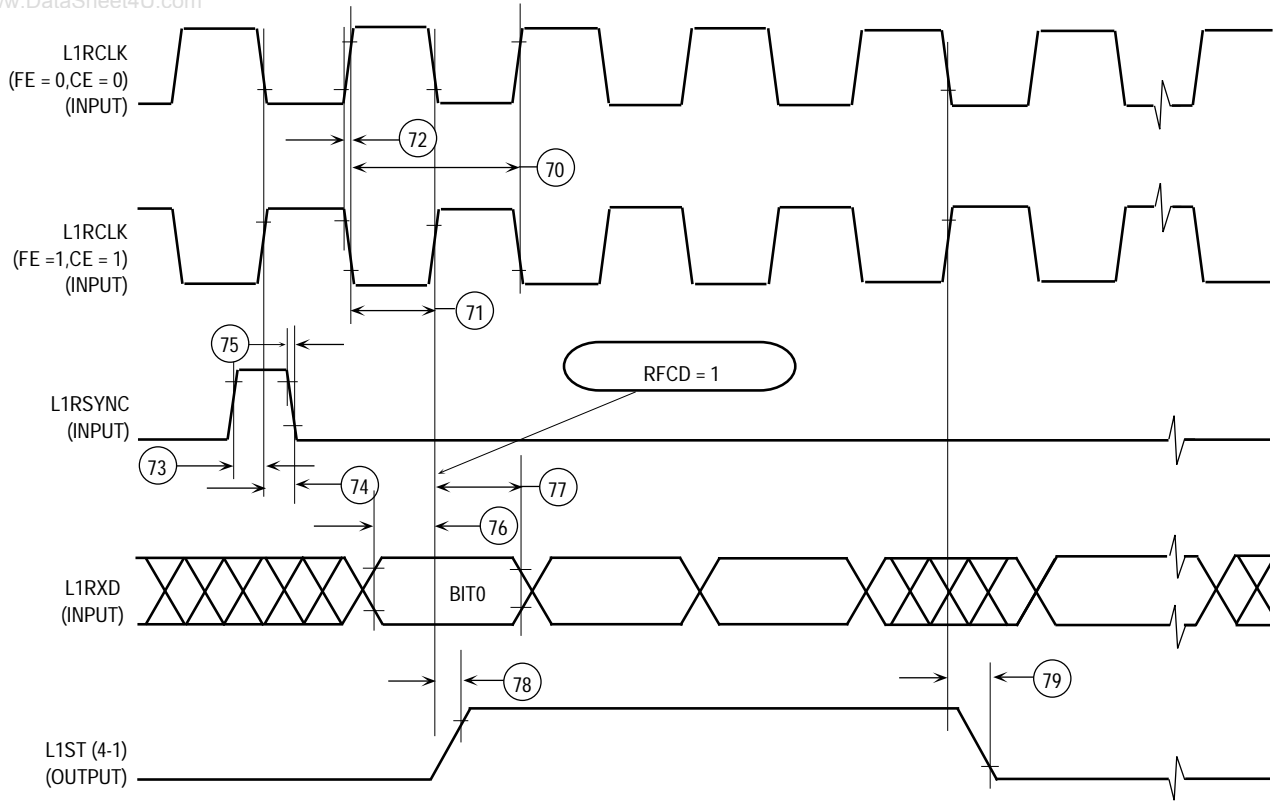 w.DataSheet4U.com
L1RCLK
(FE = 0,CE = 0)
(INPUT)
72
70
L1RCLK
(FE =1,CE = 1)
(INPUT)
71
75
RFCD = 1
L1RSYNC
(INPUT)
73
74
77
76
L1RXD
(INPUT)
BIT0
78
79
L1ST (4-1)
(OUTPUT)